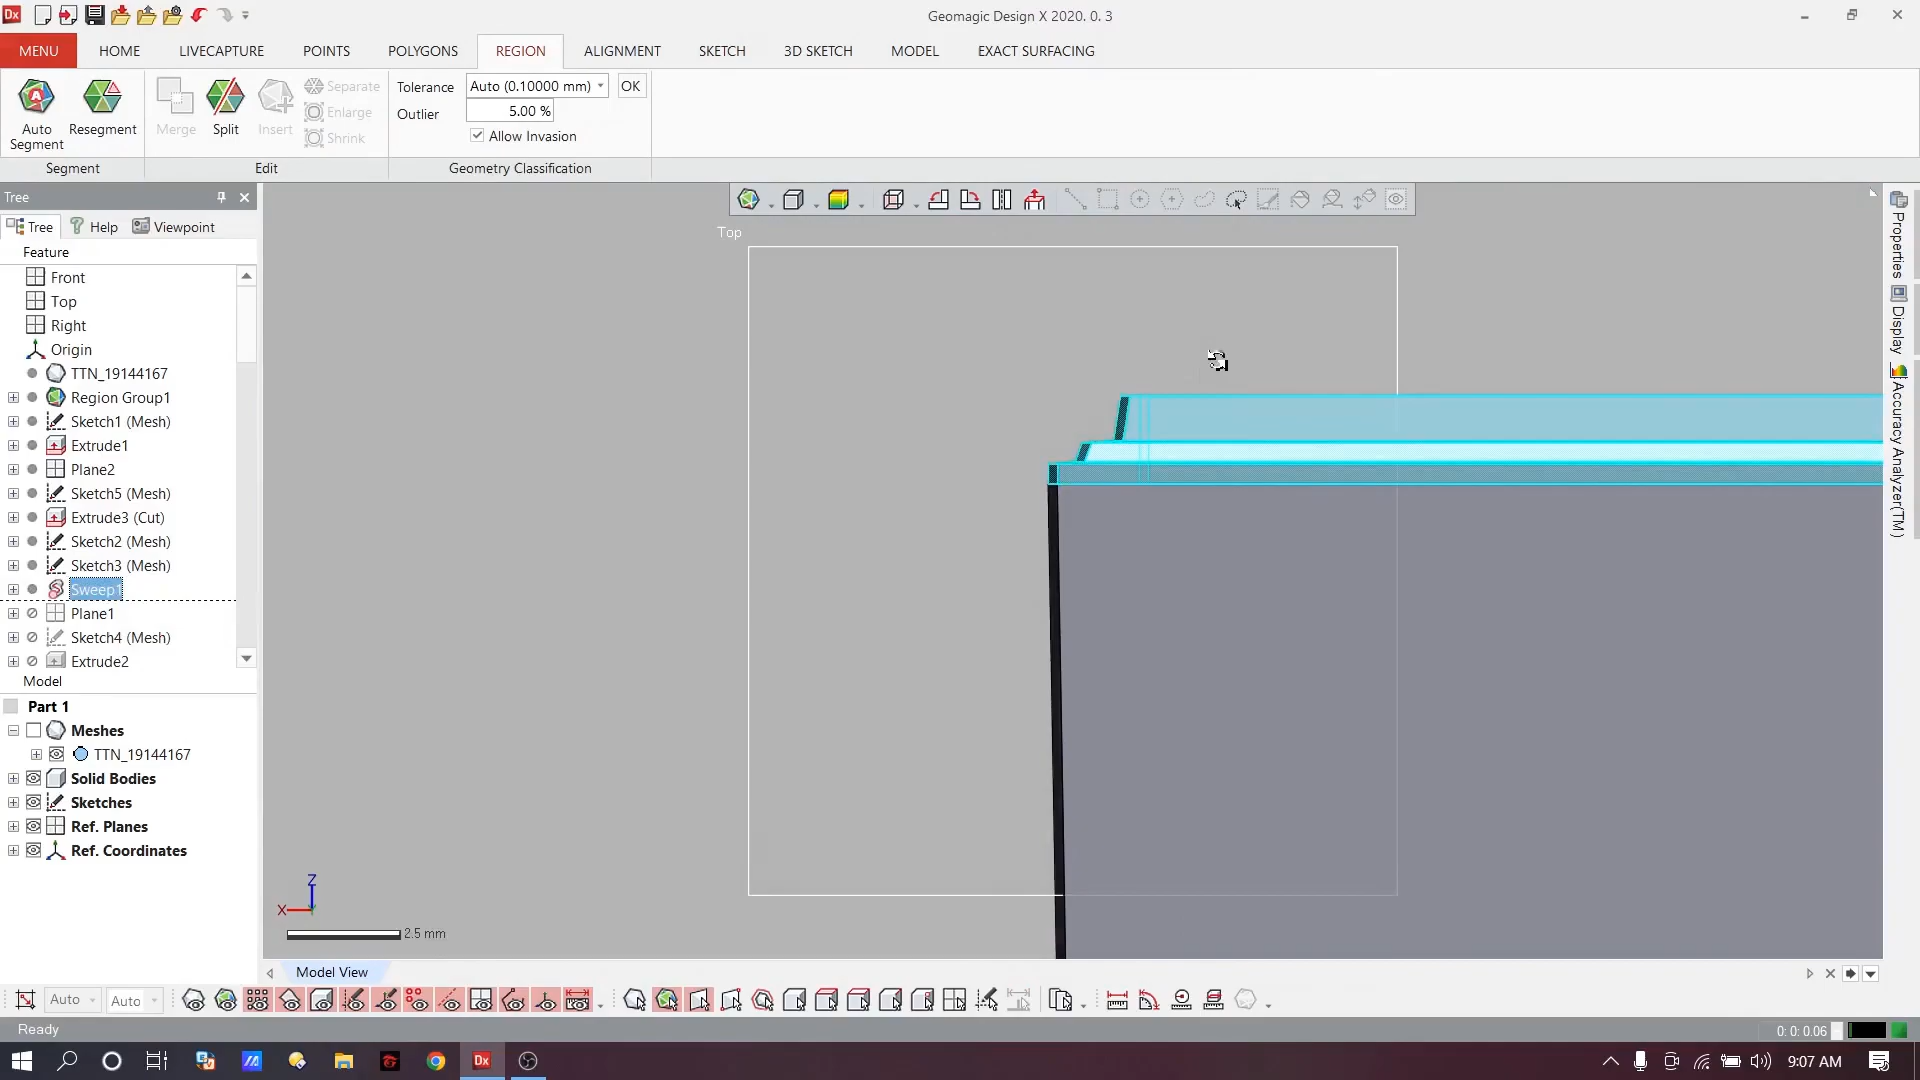 Dx
Geomagic Design X 2020. 0. 3
MENU
HOME
LIVECAPTURE
POINTS
POLYGONS
REGION
ALIGNMENT
SKETCH
3D SKETCH
MODEL
EXACT SURFACING
Auto
Segment
Resegment
Merge
Split
Insert
Separate
Enlarge
Shrink
Tolerance
Auto (0.10000 mm)
OK
Outlier
5.00 %
Allow Invasion
Segment
Edit
Geometry Classification
Tree
Tree
Help
Viewpoint
Feature
Front
Top
Right
Origin
TTN_19144167
Region Group1
Sketch1 (Mesh)
Extrude1
Plane2
Sketch5 (Mesh)
Extrude3 (Cut)
Sketch2 (Mesh)
Sketch3 (Mesh)
Sweep1
Plane1
Sketch4 (Mesh)
Extrude2
Model
Part 1
Meshes
TTN_19144167
Solid Bodies
Sketches
Ref. Planes
Ref. Coordinates
Top
Z
X
2.5 mm
Properties
Display
Accuracy Analyzer(TM)
Model View
Auto
Auto
Ready
0: 0: 0.06
Dx
9:07 AM